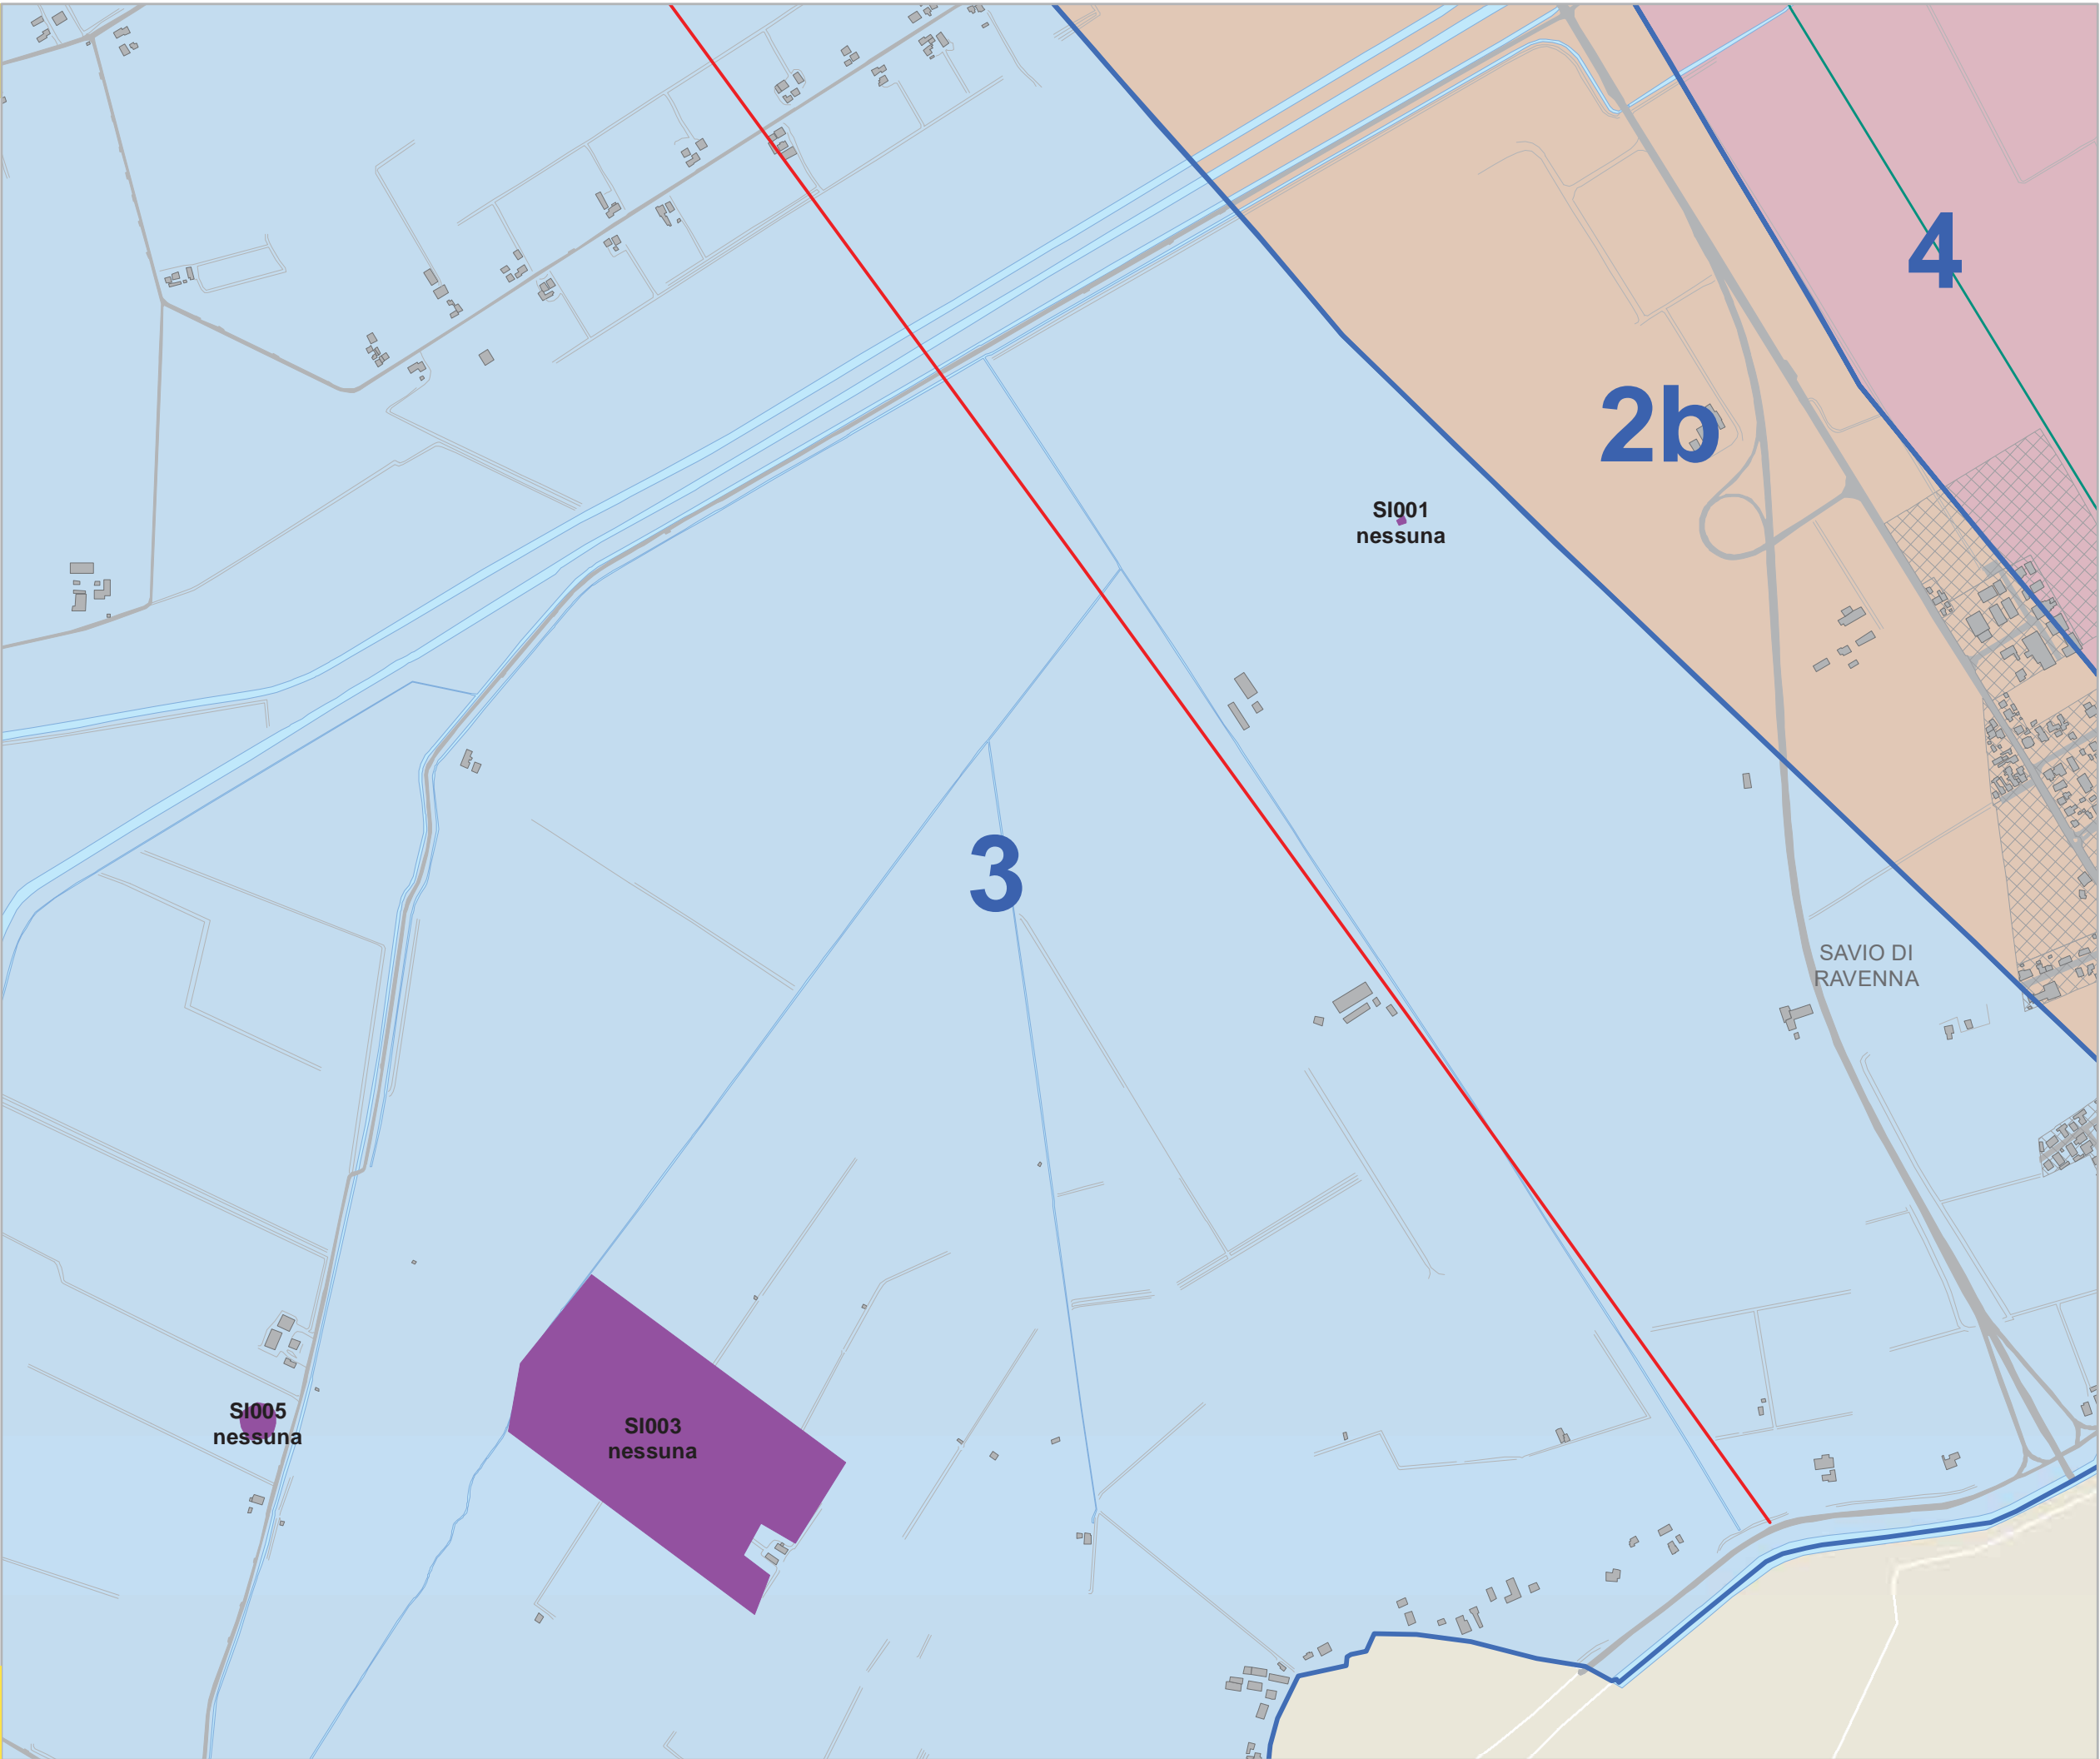 4
2b
SI001
nessuna
3
SAVIO DI
RAVENNA
SI005
nessuna
SI003
nessuna